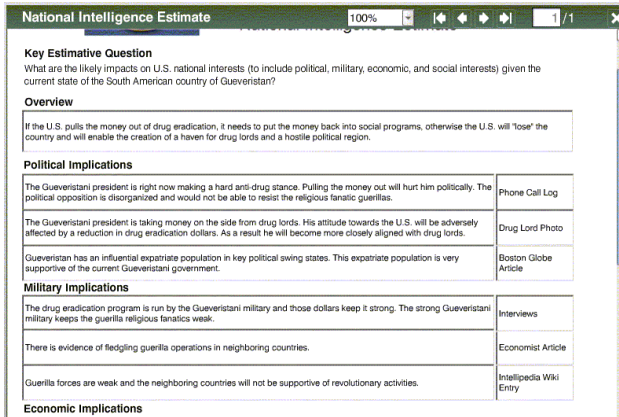 National Intelligence Estimate
100%
1 /1
National Intelligence Estimate
Key Estimative Question
What are the likely impacts on U.S. national interests (to include political, military, economic, and social interests) given the
current state of the South American country of Gueveristan?
Overview
If the U.S. pulls the money out of drug eradication, it needs to put the money back into social programs, otherwise the U.S. will "lose" the
country and will enable the creation of a haven for drug lords and a hostile political region.
Political Implications
The Gueveristani president is right now making a hard anti-drug stance. Pulling the money out will hurt him politically. The
political opposition is disorganized and would not be able to resist the religious fanatic guerillas.
Phone Call Log
The Gueveristani president is taking money on the side from drug lords. His attitude towards the U.S. will be adversely
affected by a reduction in drug eradication dollars. As a result he will become more closely aligned with drug lords.
Drug Lord Photo
Gueveristan has an influential expatriate population in key political swing states. This expatriate population is very
supportive of the current Gueveristani government.
Boston Globe
Article
Military Implications
The drug eradication program is run by the Gueveristani military and those dollars keep it strong. The strong Gueveristani
military keeps the guerilla religious fanatics weak.
Interviews
There is evidence of fledgling guerilla operations in neighboring countries.
Economist Article
Guerilla forces are weak and the neighboring countries will not be supportive of revolutionary activities.
Intellipedia Wiki
Entry
Economic Implications